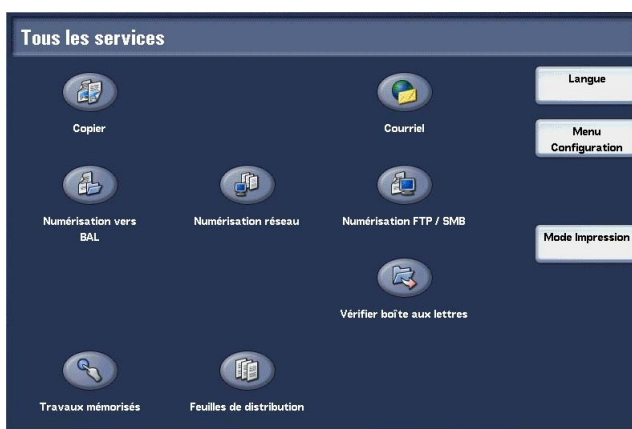 Tous les services
Copier
Courriel
Langue
Menu
Configuration
Numérisation vers
BAL
Numérisation réseau
Numérisation FTP / SMB
Mode Impression
Vérifier boîte aux lettres
Travaux mémorisés
Feuilles de distribution